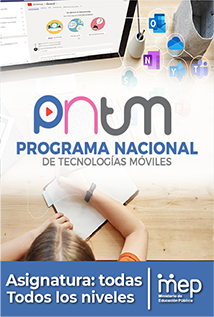 pntm
PROGRAMA NACIONAL
DE TECNOLOGÍAS MÓVILES
Asignatura: todas
Todos los niveles
mep
Ministerio de
Educación Pública